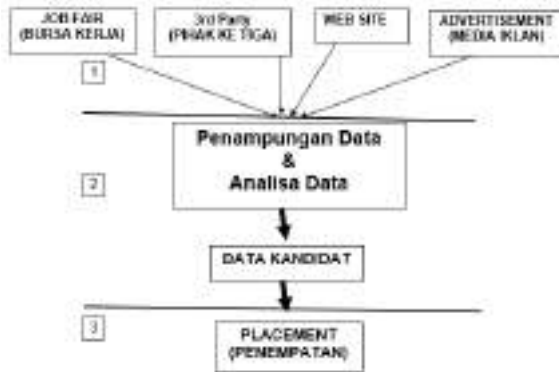 JOB FAIR
(BURSA KERJA)
3rd Party
(PIHAK KE TIGA)
WEB SITE
ADVERTISEMENT
(MEDIA IKLAN)
1
Penampungan Data
&
Analisa Data
2
DATA KANDIDAT
3
PLACEMENT
(PENEMPATAN)